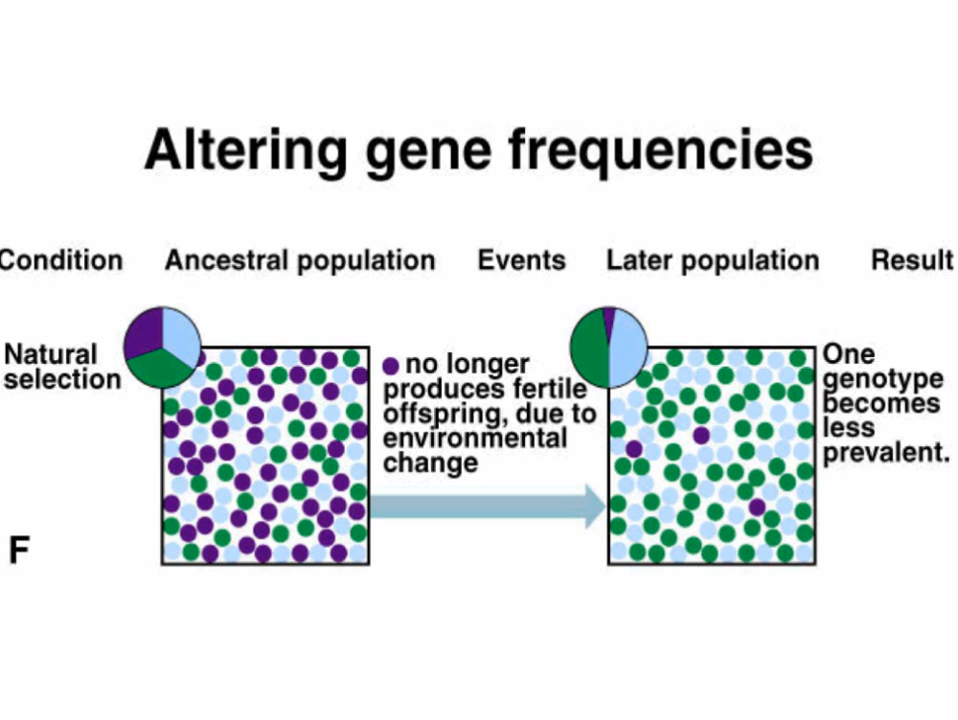 Altering gene frequencies
Condition Ancestral population Events Later population Result
Natural
selection
no longer
produces fertile
offspring, due to
environmental
change
One
genotype
becomes
less
prevalent.
F